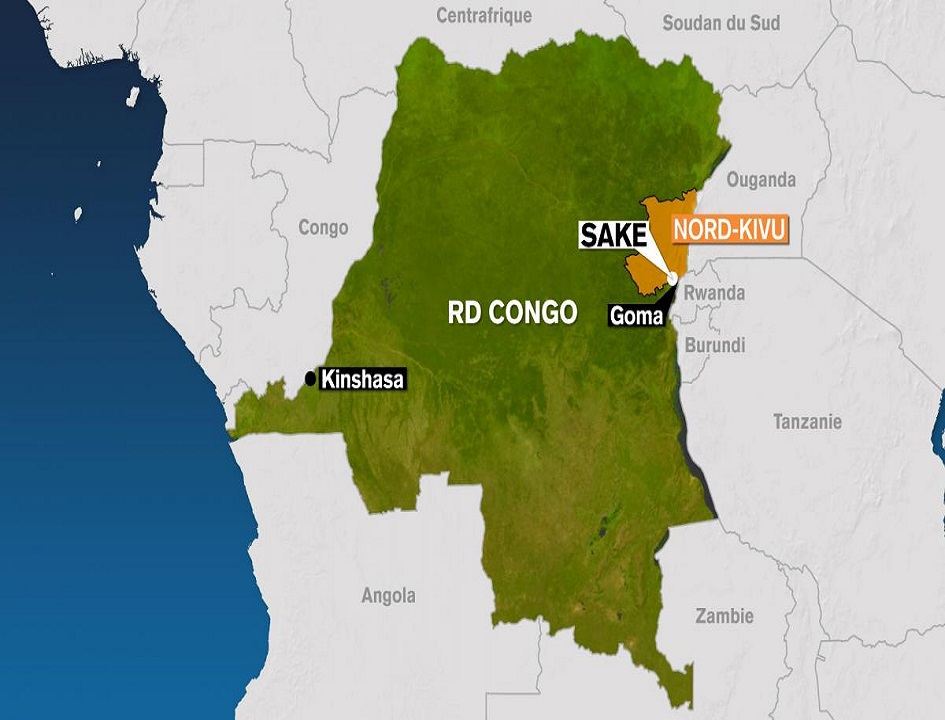 Centrafrique
Soudan du Sud
Ouganda
Congo
SAKE
NORD-KIVU
Rwanda
RD CONGO
Goma
Burundi
Kinshasa
Tanzanie
Angola
Zambie